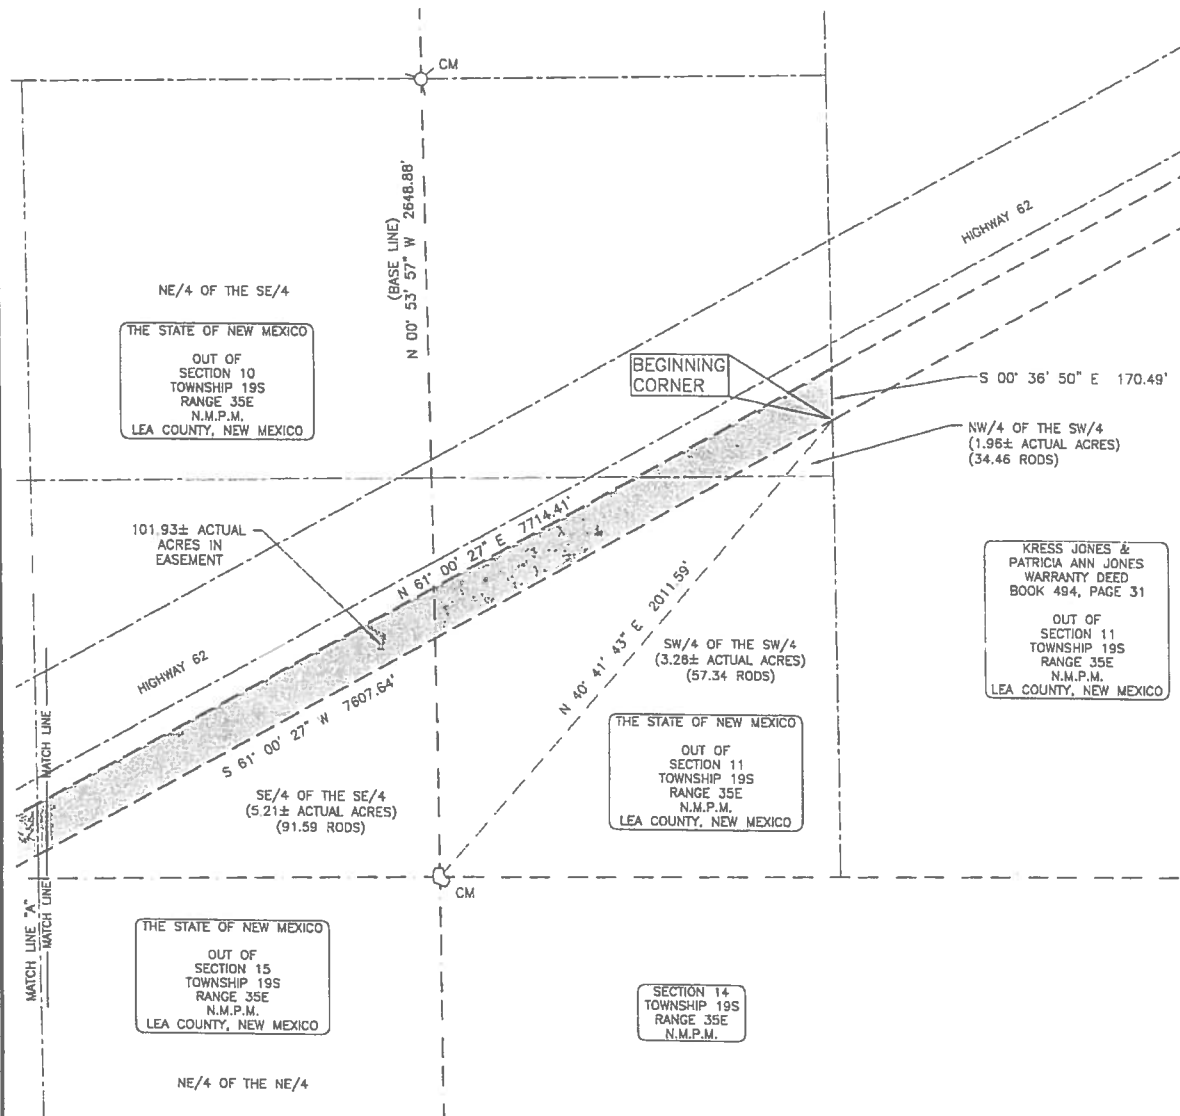 CM
(BASE LINE)
N 00° 53' 57" W 2648.88'
HIGHWAY 62
NE/4 OF THE SE/4
THE STATE OF NEW MEXICO
OUT OF
SECTION 10
TOWNSHIP 19S
RANGE 35E
N.M.P.M.
LEA COUNTY, NEW MEXICO
BEGINNING
CORNER
S 00° 36' 50" E 170.49'
NW/4 OF THE SW/4
(1.96± ACTUAL ACRES)
(34.46 RODS)
101.93± ACTUAL
ACRES IN
EASEMENT
N 61° 00' 27" E 7714.41'
KRESS JONES &
PATRICIA ANN JONES
WARRANTY DEED
BOOK 494, PAGE 31
OUT OF
SECTION 11
TOWNSHIP 19S
RANGE 35E
N.M.P.M.
LEA COUNTY, NEW MEXICO
N 40° 41' 43" E 2011.59'
SW/4 OF THE SW/4
(3.26± ACTUAL ACRES)
(57.34 RODS)
HIGHWAY 62
S 61° 00' 27" W 7607.64'
THE STATE OF NEW MEXICO
OUT OF
SECTION 11
TOWNSHIP 19S
RANGE 35E
N.M.P.M.
LEA COUNTY, NEW MEXICO
MATCH LINE
SE/4 OF THE SE/4
(5.21± ACTUAL ACRES)
(91.59 RODS)
CM
MATCH LINE "A"
MATCH LINE
THE STATE OF NEW MEXICO
OUT OF
SECTION 15
TOWNSHIP 19S
RANGE 35E
N.M.P.M.
LEA COUNTY, NEW MEXICO
SECTION 14
TOWNSHIP 19S
RANGE 35E
N.M.P.M.
NE/4 OF THE NE/4